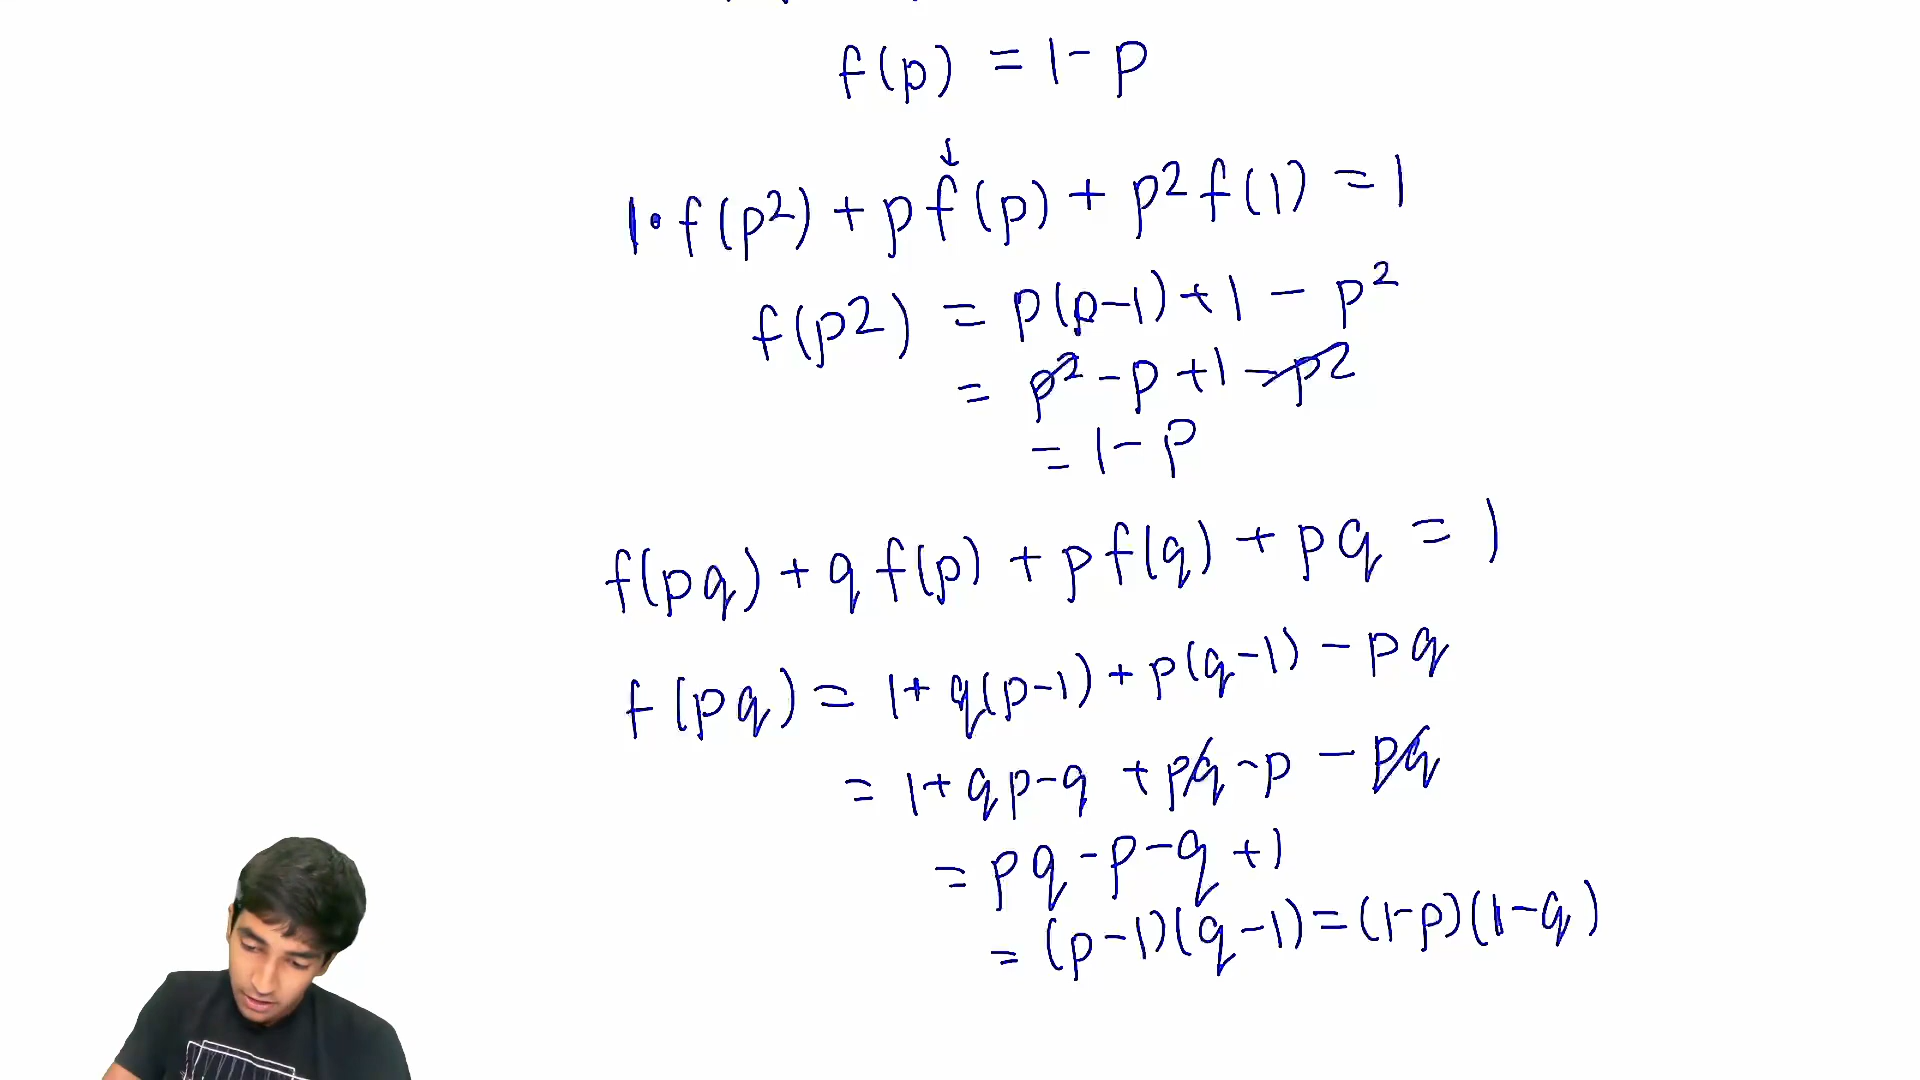 f(p) = 1 - p
↓
1·f(p²) + p f(p) + p² f(1) = 1
f(p²) = p(p-1) + 1 - p²
= p² - p + 1 - p²
= 1 - p
f(pq) + q f(p) + p f(q) + pq = 1
f(pq) = 1 + q(p-1) + p(q-1) - pq
= 1 + qp - q + pq - p - pq
= pq - p - q + 1
= (p-1)(q-1) = (1-p)(1-q)